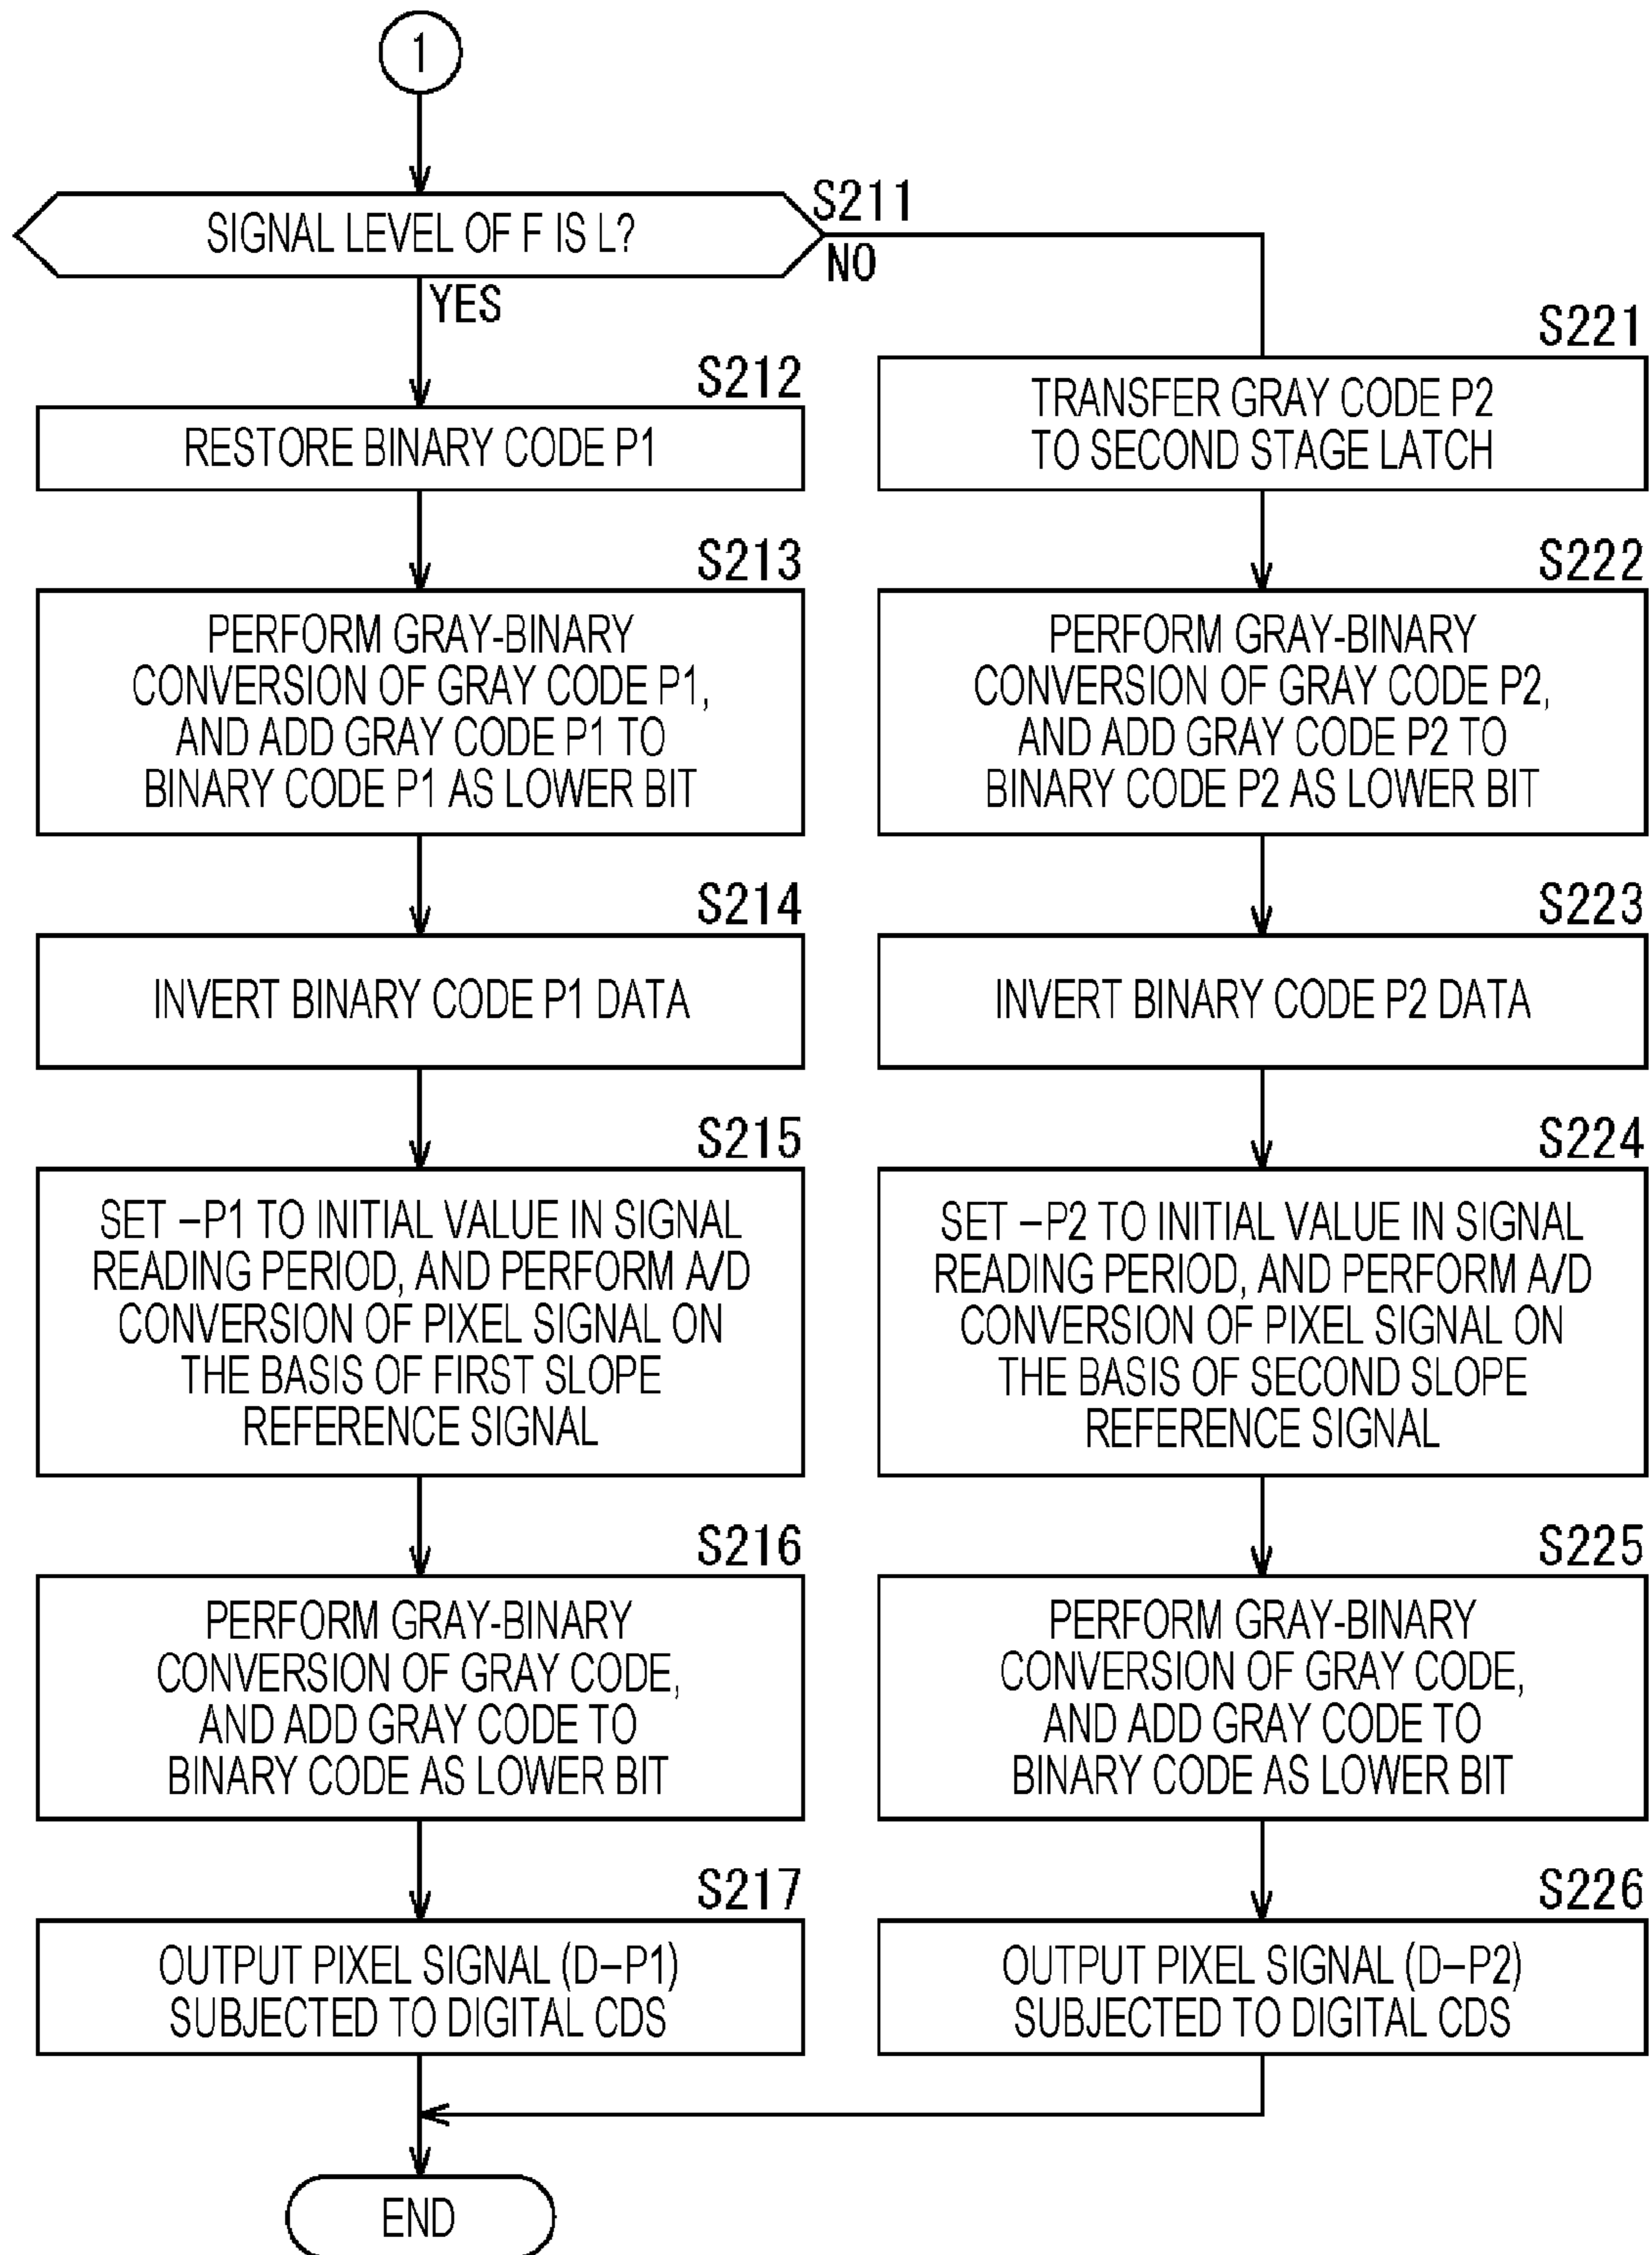 1
SIGNAL LEVEL OF F IS L?
S211
NO
YES
S212
RESTORE BINARY CODE P1
S213
PERFORM GRAY-BINARY
CONVERSION OF GRAY CODE P1,
AND ADD GRAY CODE P1 TO
BINARY CODE P1 AS LOWER BIT
S214
INVERT BINARY CODE P1 DATA
S215
SET –P1 TO INITIAL VALUE IN SIGNAL
READING PERIOD, AND PERFORM A/D
CONVERSION OF PIXEL SIGNAL ON
THE BASIS OF FIRST SLOPE
REFERENCE SIGNAL
S216
PERFORM GRAY-BINARY
CONVERSION OF GRAY CODE,
AND ADD GRAY CODE TO
BINARY CODE AS LOWER BIT
S217
OUTPUT PIXEL SIGNAL (D–P1)
SUBJECTED TO DIGITAL CDS
S221
TRANSFER GRAY CODE P2
TO SECOND STAGE LATCH
S222
PERFORM GRAY-BINARY
CONVERSION OF GRAY CODE P2,
AND ADD GRAY CODE P2 TO
BINARY CODE P2 AS LOWER BIT
S223
INVERT BINARY CODE P2 DATA
S224
SET –P2 TO INITIAL VALUE IN SIGNAL
READING PERIOD, AND PERFORM A/D
CONVERSION OF PIXEL SIGNAL ON
THE BASIS OF SECOND SLOPE
REFERENCE SIGNAL
S225
PERFORM GRAY-BINARY
CONVERSION OF GRAY CODE,
AND ADD GRAY CODE TO
BINARY CODE AS LOWER BIT
S226
OUTPUT PIXEL SIGNAL (D–P2)
SUBJECTED TO DIGITAL CDS
END